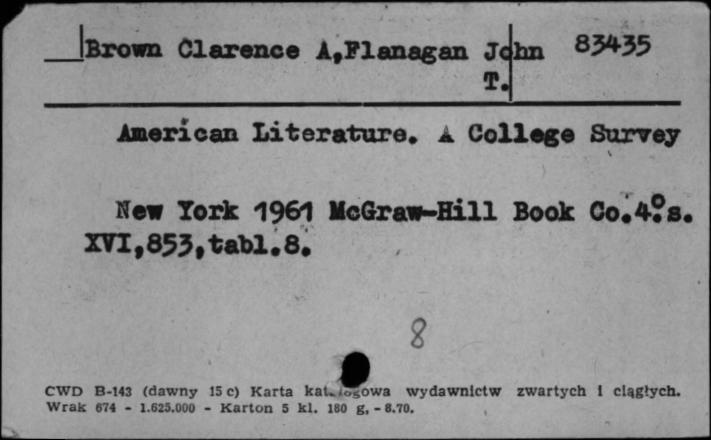 Brown Clarence A,Flanagan John 83435
T.
American Literature. A College Survey
New York 1961 McGraw-Hill Book Co.4°.s.
XVI,853,tabl.8.
8
CWD B-143 (dawny 15 c) Karta katalogowa wydawnictw zwartych i ciągłych.
Wrak 674 - 1.625.000 - Karton 5 kl. 180 g, - 8.70.